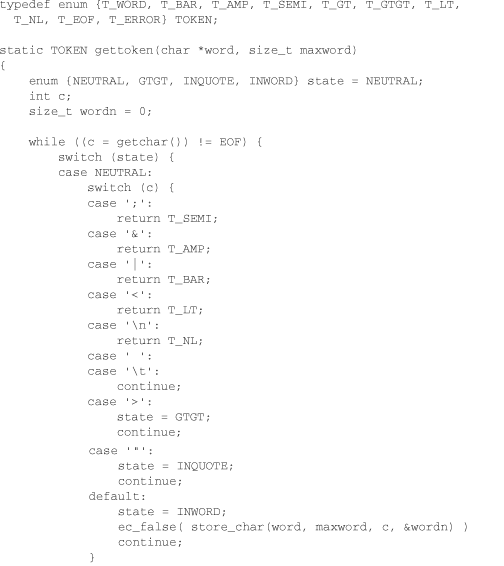 typedef enum {T_WORD, T_BAR, T_AMP, T_SEMI, T_GT, T_GTGT, T_LT,
  T_NL, T_EOF, T_ERROR} TOKEN;

static TOKEN gettoken(char *word, size_t maxword)
{
    enum {NEUTRAL, GTGT, INQUOTE, INWORD} state = NEUTRAL;
    int c;
    size_t wordn = 0;

    while ((c = getchar()) != EOF) {
        switch (state) {
        case NEUTRAL:
            switch (c) {
            case ';':
                return T_SEMI;
            case '&':
                return T_AMP;
            case '|':
                return T_BAR;
            case '<':
                return T_LT;
            case '\n':
                return T_NL;
            case ' ':
            case '\t':
                continue;
            case '>':
                state = GTGT;
                continue;
            case '"':
                state = INQUOTE;
                continue;
            default:
                state = INWORD;
                ec_false( store_char(word, maxword, c, &wordn) )
                continue;
            }